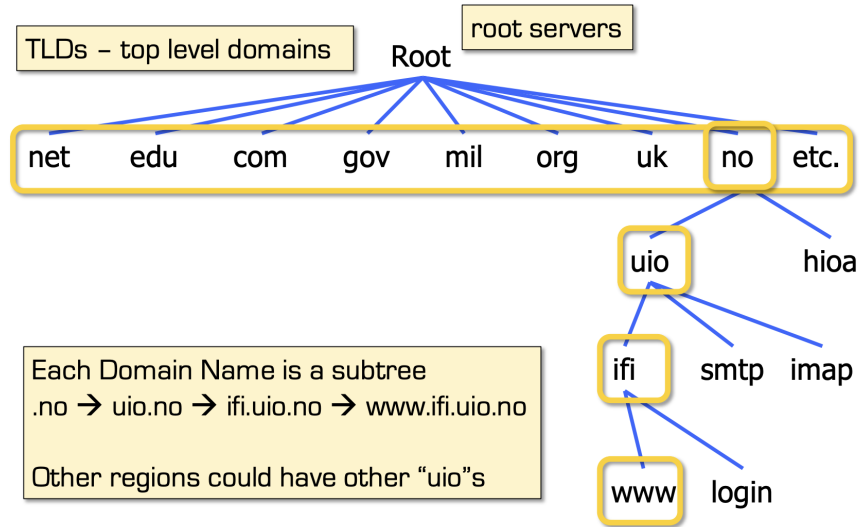 root servers
TLDs – top level domains
Root
net edu com gov mil org uk no etc.
uio hioa
ifi smtp imap
Each Domain Name is a subtree
.no → uio.no → ifi.uio.no → www.ifi.uio.no
Other regions could have other “uio”s
www login